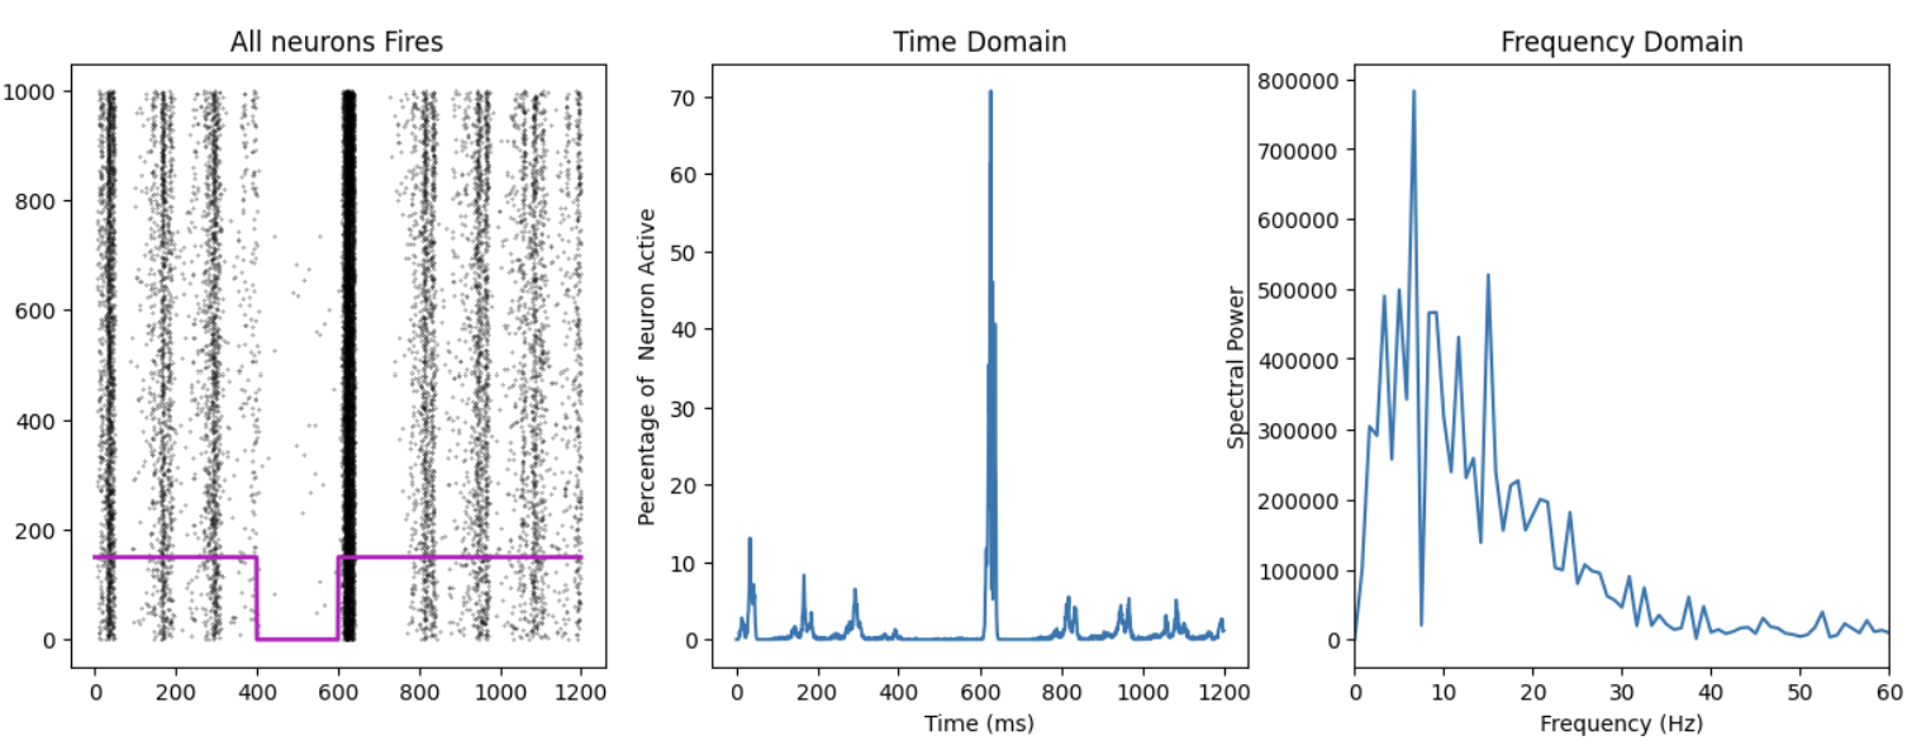 All neurons Fires
1000
800
600
400
200
0
0 200 400 600 800 1000 1200
Time Domain
Percentage of Neuron Active
70
60
50
40
30
20
10
0
0 200 400 600 800 1000 1200
Time (ms)
Frequency Domain
Spectral Power
800000
700000
600000
500000
400000
300000
200000
100000
0
0 10 20 30 40 50 60
Frequency (Hz)